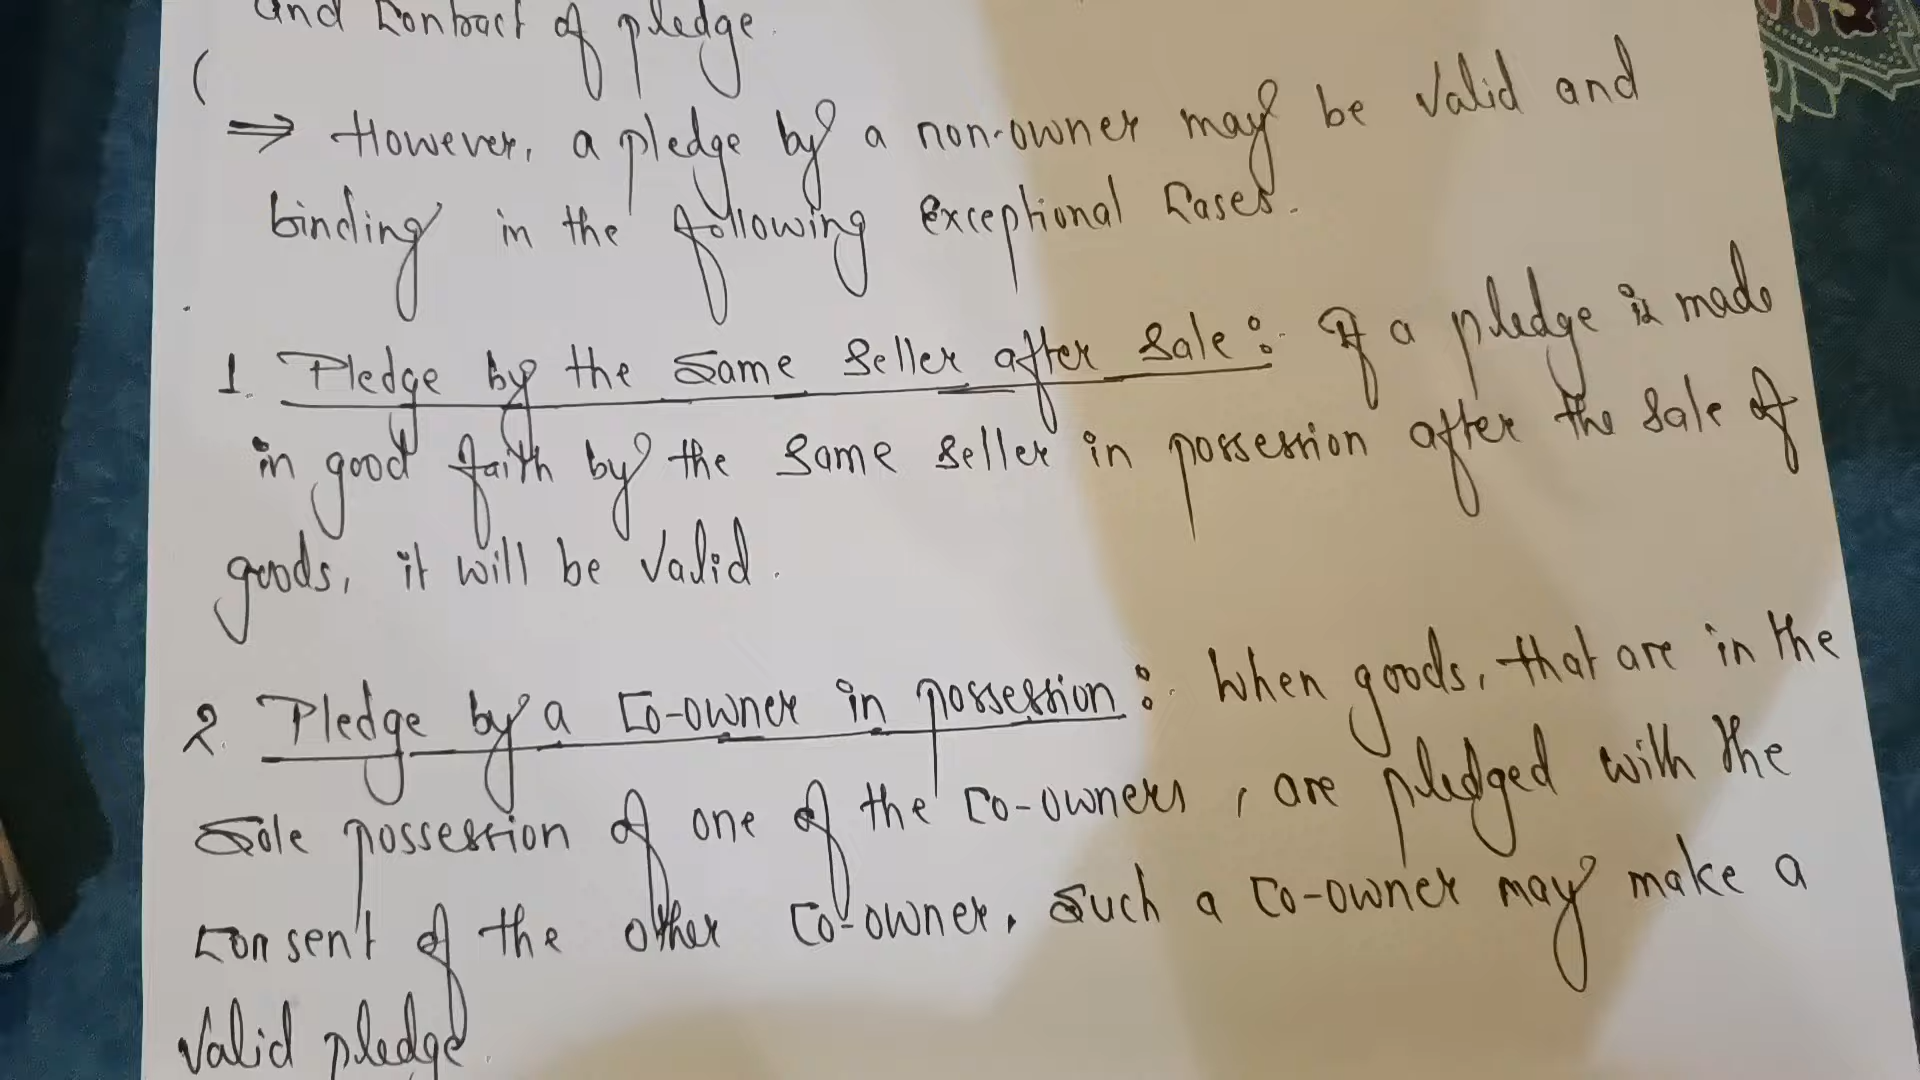 and Contract of pledge.
(
⇒ However, a pledge by a non-owner may be valid and
binding in the following exceptional cases.
1. Pledge by the same seller after sale: If a pledge is made
in good faith by the same seller in possession after the sale of
goods, it will be valid.
2. Pledge by a Co-owner in possession: When goods, that are in the
sole possession of one of the Co-owners, are pledged with the
consent of the other Co-owner, such a Co-owner may make a
valid pledge.